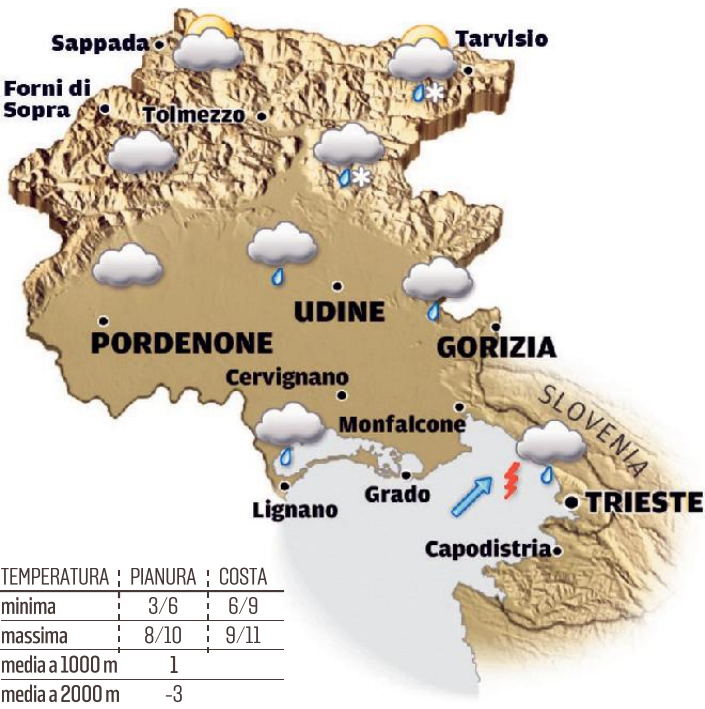 Sappada
Tarvisio
Forni di
Sopra
Tolmezzo
UDINE
PORDENONE
GORIZIA
Cervignano
SLOVENIA
Monfalcone
Grado
Lignano
TRIESTE
Capodistria
TEMPERATURA PIANURA COSTA
minima 3/6 6/9
massima 8/10 9/11
media a 1000 m 1
media a 2000 m -3